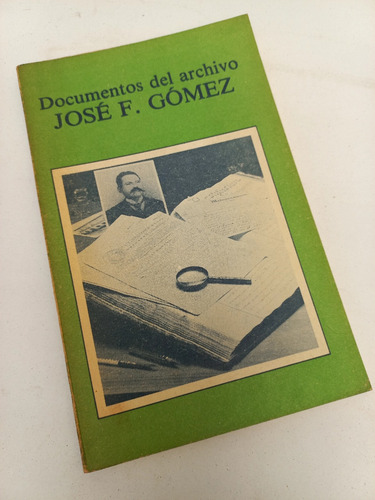 Documentos del archivo
JOSÉ F. GÓMEZ